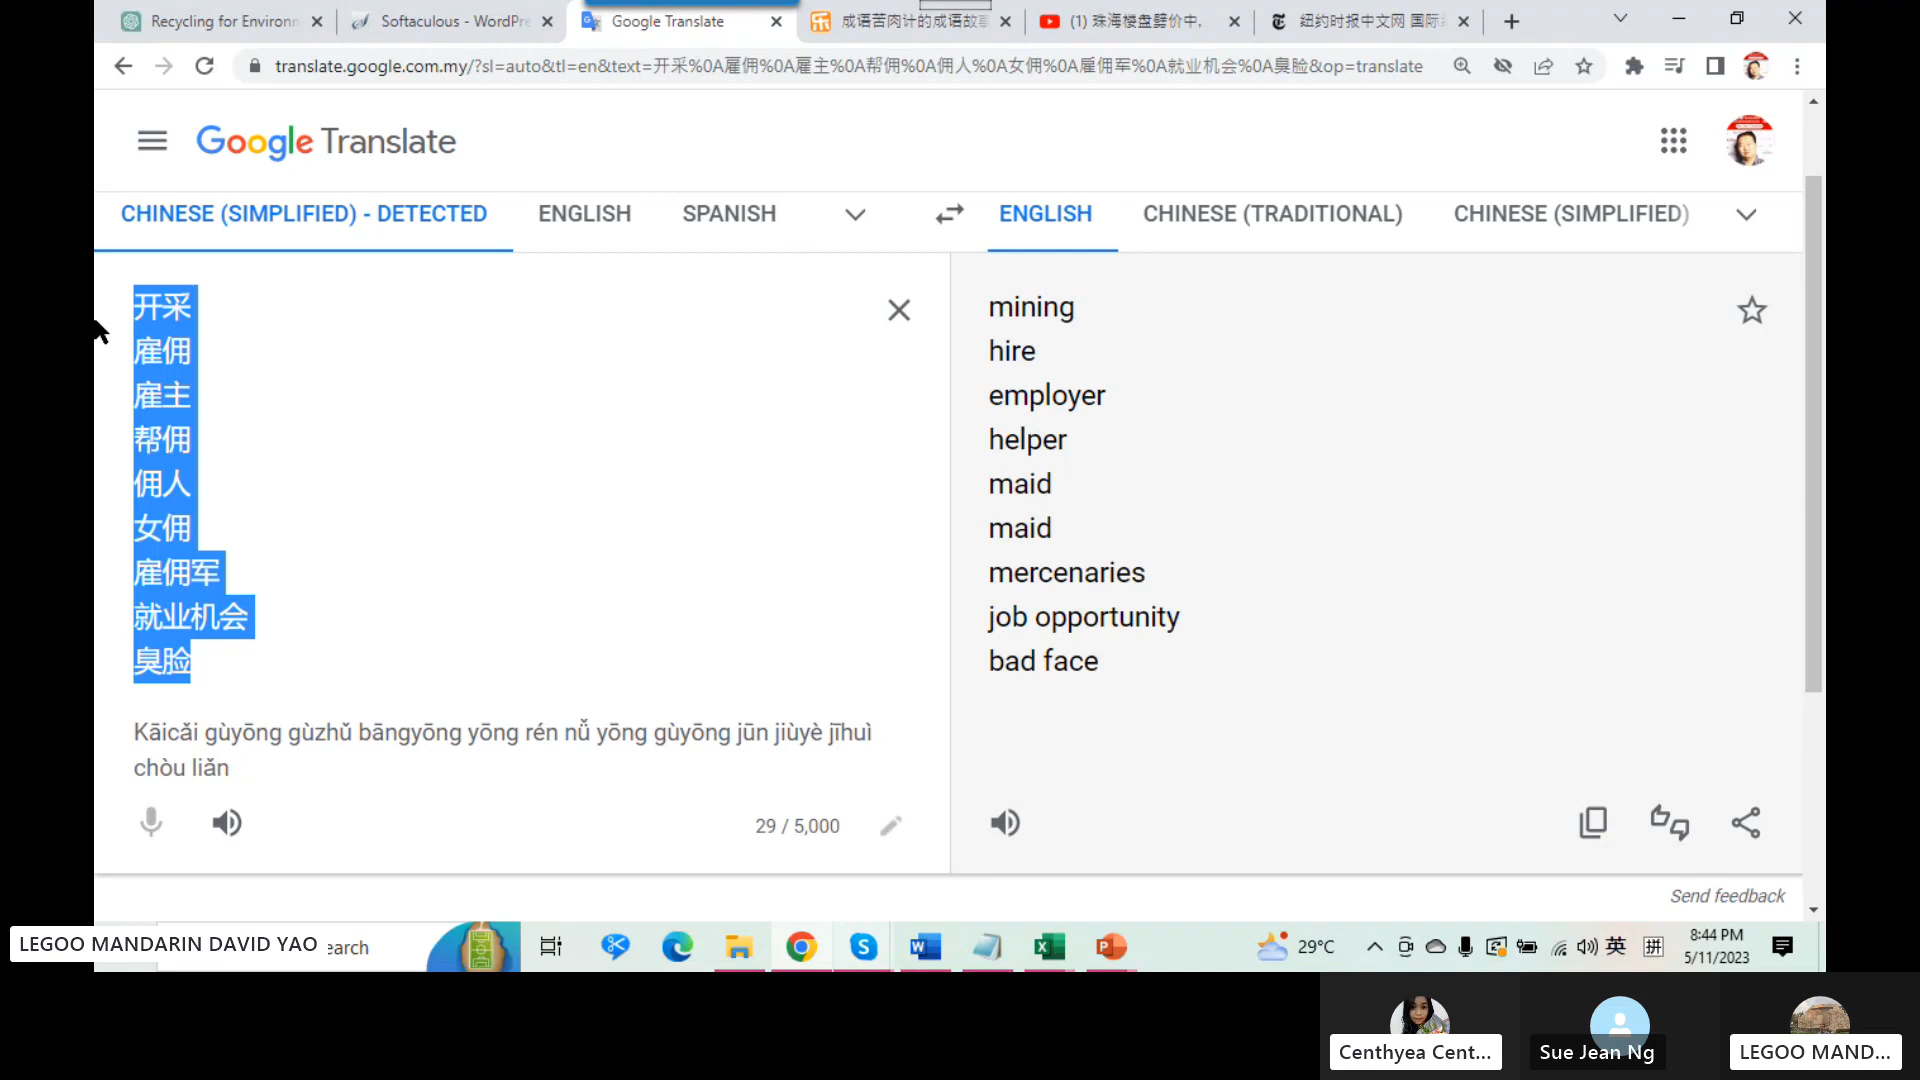 Recycling for Environn
Softaculous - WordPre
Google Translate
成语苦肉计的成语故事
(1) 珠海楼盘劈价中,
纽约时报中文网 国际
translate.google.com.my/?sl=auto&tl=en&text=开采%0A雇佣%0A雇主%0A帮佣%0A佣人%0A女佣%0A雇佣军%0A就业机会%0A臭脸&op=translate
Google Translate
CHINESE (SIMPLIFIED) - DETECTED
ENGLISH
SPANISH
ENGLISH
CHINESE (TRADITIONAL)
CHINESE (SIMPLIFIED)
开采
雇佣
雇主
帮佣
佣人
女佣
雇佣军
就业机会
臭脸
Kāicǎi gùyōng gùzhǔ bāngyōng yōng rén nǚ yōng gùyōng jūn jiùyè jīhuì
chòu liǎn
29 / 5,000
mining
hire
employer
helper
maid
maid
mercenaries
job opportunity
bad face
Send feedback
LEGOO MANDARIN DAVID YAO
earch
29°C
英
拼
8:44 PM
5/11/2023
Centhyea Cent...
Sue Jean Ng
LEGOO MAND...